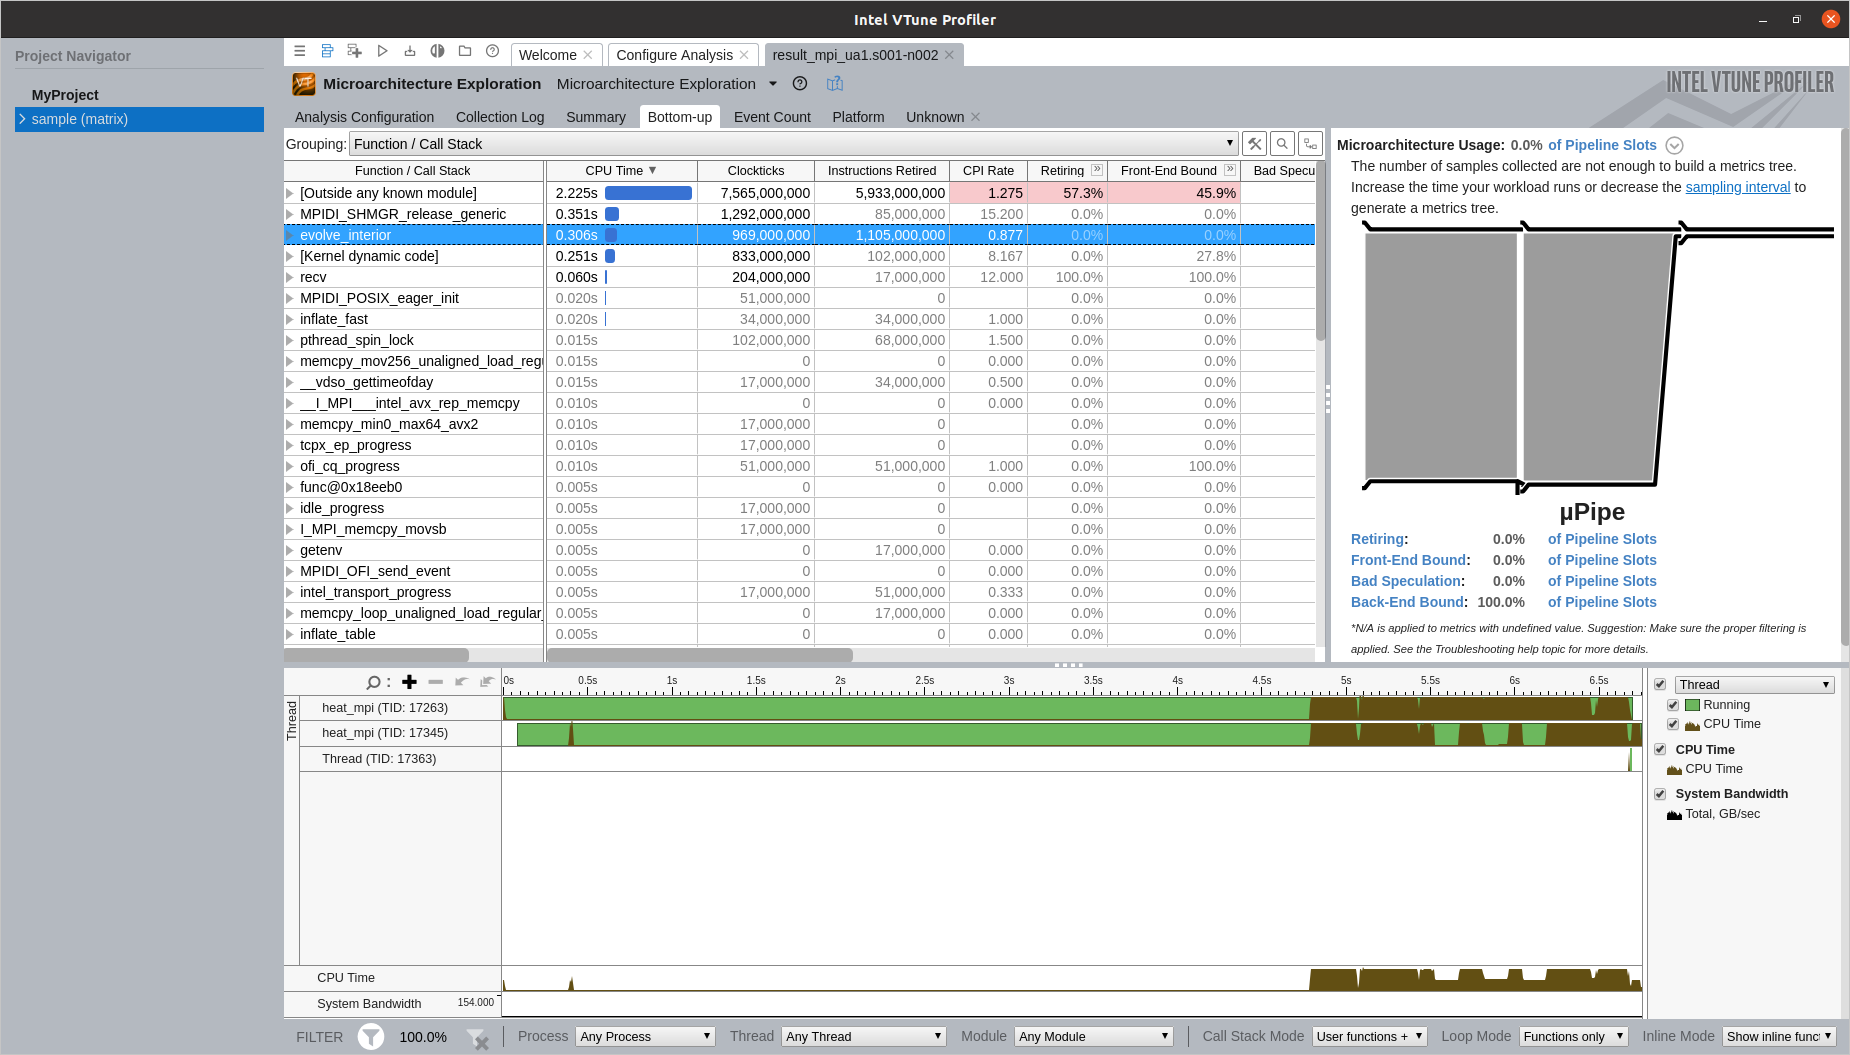 Intel VTune Profiler
Project Navigator
MyProject
sample (matrix)
Welcome
Configure Analysis
result_mpi_ua1.s001-n002
Microarchitecture Exploration Microarchitecture Exploration
INTEL VTUNE PROFILER
Analysis Configuration Collection Log Summary Bottom-up Event Count Platform Unknown
Grouping: Function / Call Stack
Function / Call Stack CPU Time Clockticks Instructions Retired CPI Rate Retiring Front-End Bound Bad Specu
[Outside any known module] 2.225s 7,565,000,000 5,933,000,000 1.275 57.3% 45.9%
MPIDI_SHMGR_release_generic 0.351s 1,292,000,000 85,000,000 15.200 0.0% 0.0%
evolve_interior 0.306s 969,000,000 1,105,000,000 0.877 0.0% 0.0%
[Kernel dynamic code] 0.251s 833,000,000 102,000,000 8.167 0.0% 27.8%
recv 0.060s 204,000,000 17,000,000 12.000 100.0% 100.0%
MPIDI_POSIX_eager_init 0.020s 51,000,000 0 0.0% 0.0%
inflate_fast 0.020s 34,000,000 34,000,000 1.000 0.0% 0.0%
pthread_spin_lock 0.015s 102,000,000 68,000,000 1.500 0.0% 0.0%
memcpy_mov256_unaligned_load_regu 0.015s 0 0 0.000 0.0% 0.0%
__vdso_gettimeofday 0.015s 17,000,000 34,000,000 0.500 0.0% 0.0%
__I_MPI___intel_avx_rep_memcpy 0.010s 0 0 0.000 0.0% 0.0%
memcpy_min0_max64_avx2 0.010s 17,000,000 0 0.0% 0.0%
tcpx_ep_progress 0.010s 17,000,000 0 0.0% 0.0%
ofi_cq_progress 0.010s 51,000,000 51,000,000 1.000 0.0% 100.0%
func@0x18eeb0 0.005s 0 0 0.000 0.0% 0.0%
idle_progress 0.005s 17,000,000 0 0.0% 0.0%
I_MPI_memcpy_movsb 0.005s 17,000,000 0 0.0% 0.0%
getenv 0.005s 0 17,000,000 0.000 0.0% 0.0%
MPIDI_OFI_send_event 0.005s 0 0 0.000 0.0% 0.0%
intel_transport_progress 0.005s 17,000,000 51,000,000 0.333 0.0% 0.0%
memcpy_loop_unaligned_load_regular_ 0.005s 0 17,000,000 0.000 0.0% 0.0%
inflate_table 0.005s 0 0 0.000 0.0% 0.0%
Microarchitecture Usage: 0.0% of Pipeline Slots
The number of samples collected are not enough to build a metrics tree.
Increase the time your workload runs or decrease the sampling interval to
generate a metrics tree.
µPipe
Retiring: 0.0% of Pipeline Slots
Front-End Bound: 0.0% of Pipeline Slots
Bad Speculation: 0.0% of Pipeline Slots
Back-End Bound: 100.0% of Pipeline Slots
*N/A is applied to metrics with undefined value. Suggestion: Make sure the proper filtering is
applied. See the Troubleshooting help topic for more details.
0s 0.5s 1s 1.5s 2s 2.5s 3s 3.5s 4s 4.5s 5s 5.5s 6s 6.5s
Thread
heat_mpi (TID: 17263)
heat_mpi (TID: 17345)
Thread (TID: 17363)
CPU Time
System Bandwidth 154.000
Thread
Running
CPU Time
CPU Time
CPU Time
System Bandwidth
Total, GB/sec
FILTER 100.0% Process Any Process Thread Any Thread Module Any Module Call Stack Mode User functions + Loop Mode Functions only Inline Mode Show inline funct